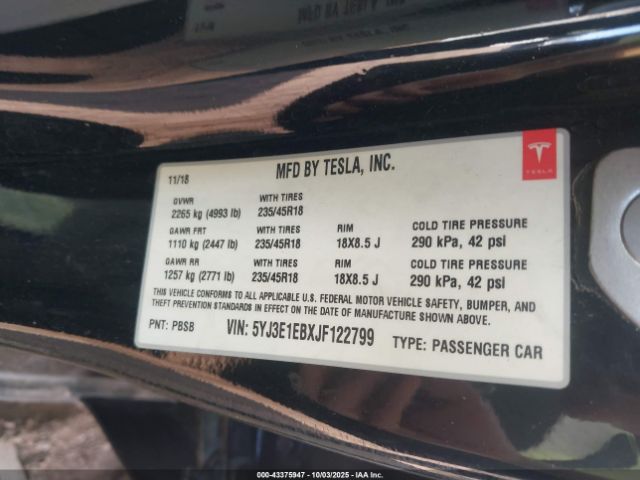 MFD BY TESLA, INC.
11/18
MFD BY TESLA, INC.
TESLA
GVWR WITH TIRES
2265 kg (4993 lb) 235/45R18
GAWR FRT WITH TIRES RIM COLD TIRE PRESSURE
1110 kg (2447 lb) 235/45R18 18X8.5 J 290 kPa, 42 psi
GAWR RR WITH TIRES RIM COLD TIRE PRESSURE
1257 kg (2771 lb) 235/45R18 18X8.5 J 290 kPa, 42 psi
THIS VEHICLE CONFORMS TO ALL APPLICABLE U.S. FEDERAL MOTOR VEHICLE SAFETY, BUMPER, AND
THEFT PREVENTION STANDARDS IN EFFECT ON THE DATE OF MANUFACTURE SHOWN ABOVE.
PNT: PBSB VIN: 5YJ3E1EBXJF122799 TYPE: PASSENGER CAR
000-43375947 - 10/03/2025 - IAA Inc.